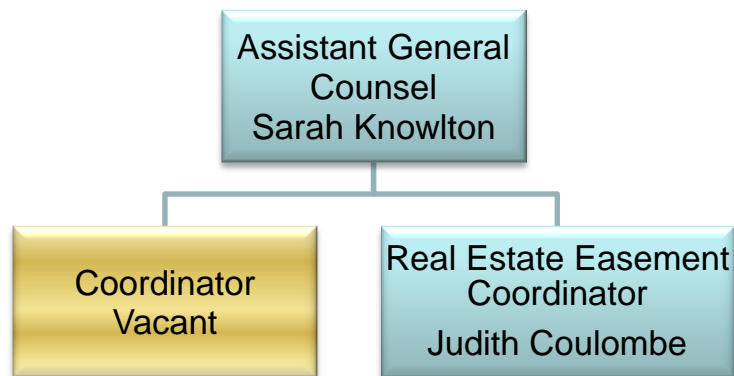 Assistant General
Counsel
Sarah Knowlton
Coordinator
Vacant
Real Estate Easement
Coordinator
Judith Coulombe